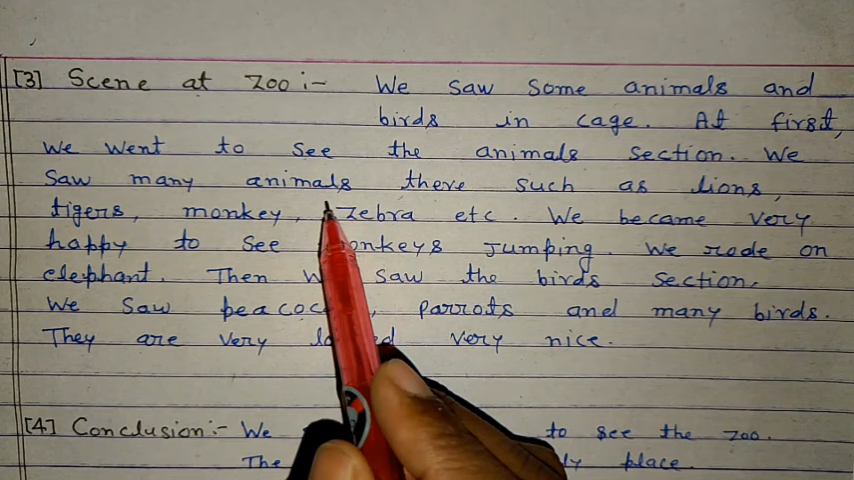 [3] Scene at Zoo :- We saw some animals and
birds in cage. At first,
we went to see the animals section. We
saw many animals there such as lions,
tigers, monkey, zebra etc. We became very
happy to see monkeys jumping. We rode on
elephant. Then we saw the birds section.
We saw peacock, parrots and many birds.
They are very very nice.
[4] Conclusion :- We to see the zoo.
The place.